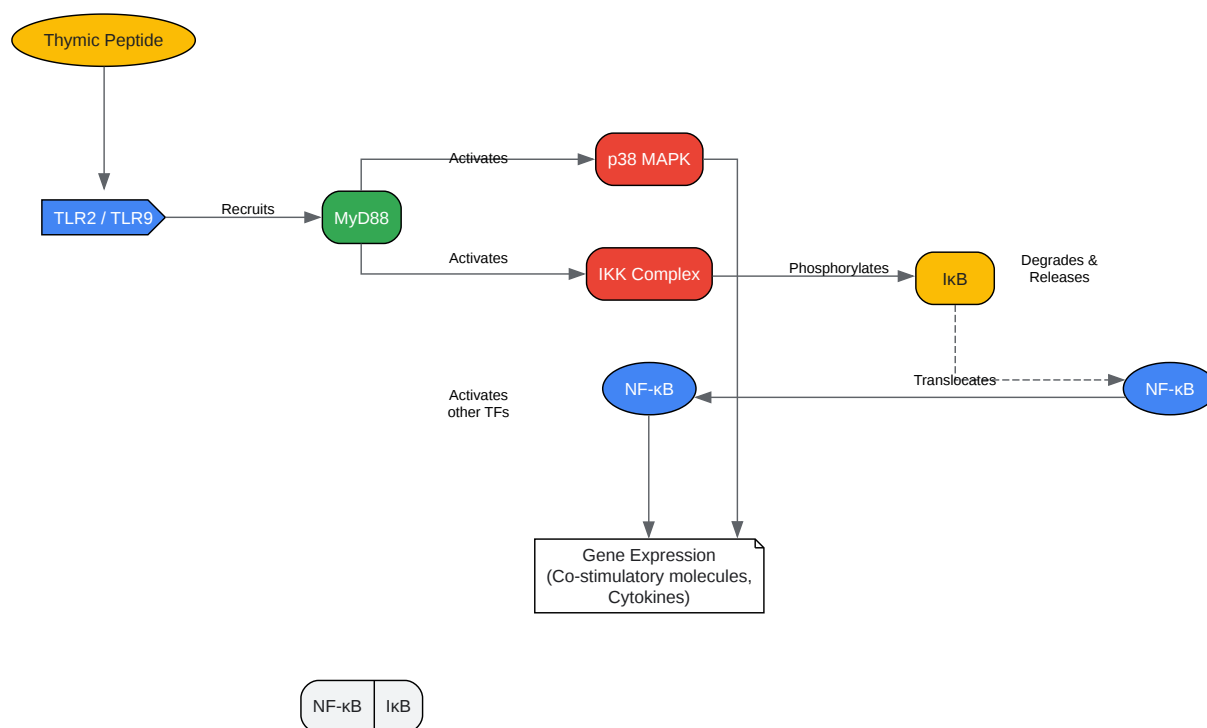 Thymic Peptide
Activates
p38 MAPK
TLR2 / TLR9
Recruits
MyD88
Activates
IKK Complex
Phosphorylates
IκB
Degrades &
Releases
Activates
other TFs
NF-κB
Translocates
NF-κB
Gene Expression
(Co-stimulatory molecules,
Cytokines)
NF-κB
IκB